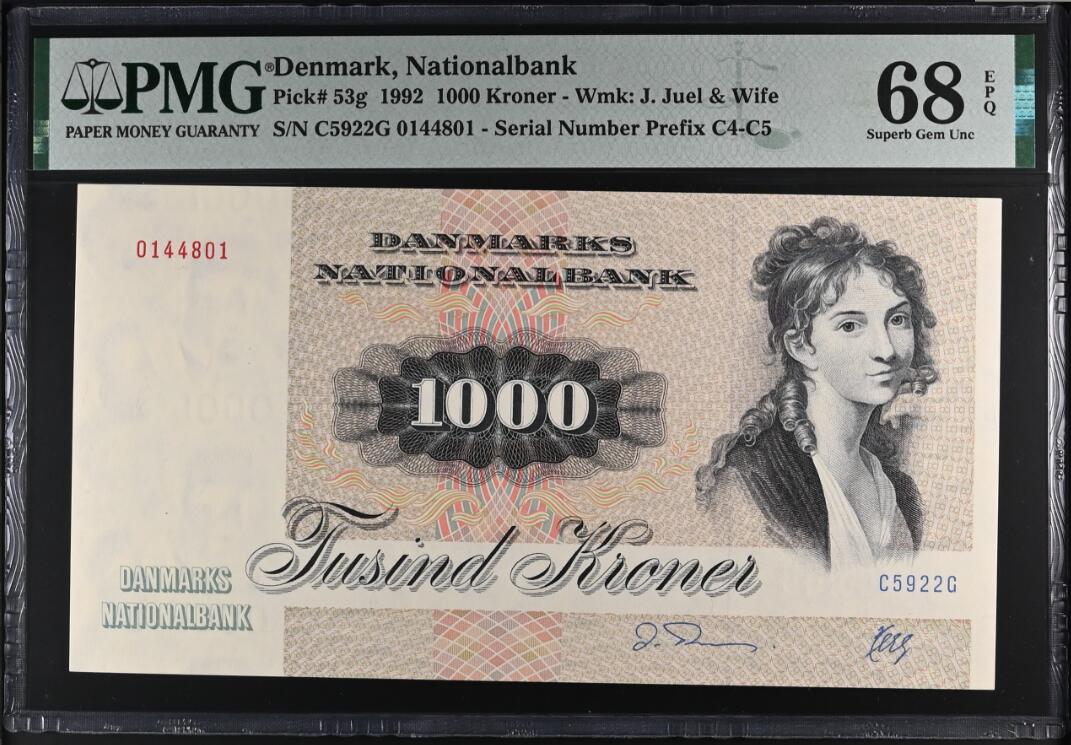 PMG®
PAPER MONEY GUARANTY
Denmark, Nationalbank
Pick# 53g 1992 1000 Kroner - Wmk: J. Juel & Wife
S/N C5922G 0144801 - Serial Number Prefix C4-C5
68 EPQ
Superb Gem Unc
0144801
DANMARKS
NATIONALBANK
1000
Tusind Kroner
DANMARKS
NATIONALBANK
C5922G